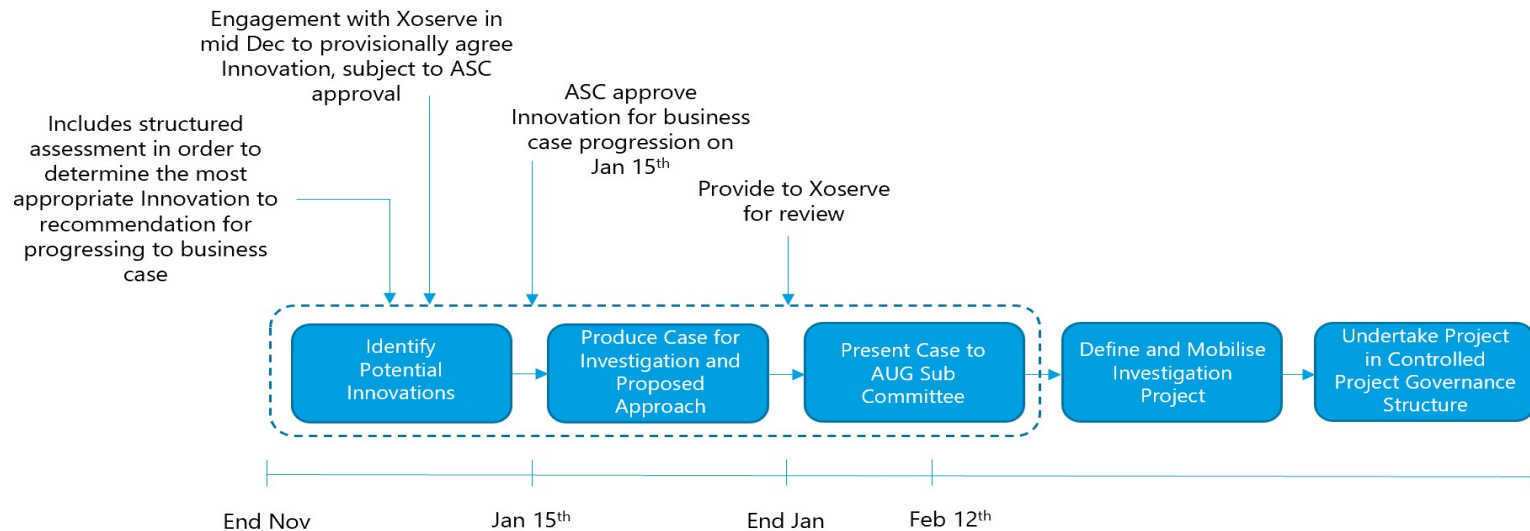 Engagement with Xoserve in
mid Dec to provisionally agree
Innovation, subject to ASC
approval
ASC approve
Innovation for business
case progression on
Jan 15th
Includes structured
assessment in order to
determine the most
appropriate Innovation to
recommendation for
progressing to business
case
Provide to Xoserve
for review
Identify
Potential
Innovations
Produce Case for
Investigation and
Proposed
Approach
Present Case to
AUG Sub
Committee
Define and Mobilise
Investigation
Project
Undertake Project
in Controlled
Project Governance
Structure
End Nov
Jan 15th
End Jan
Feb 12th